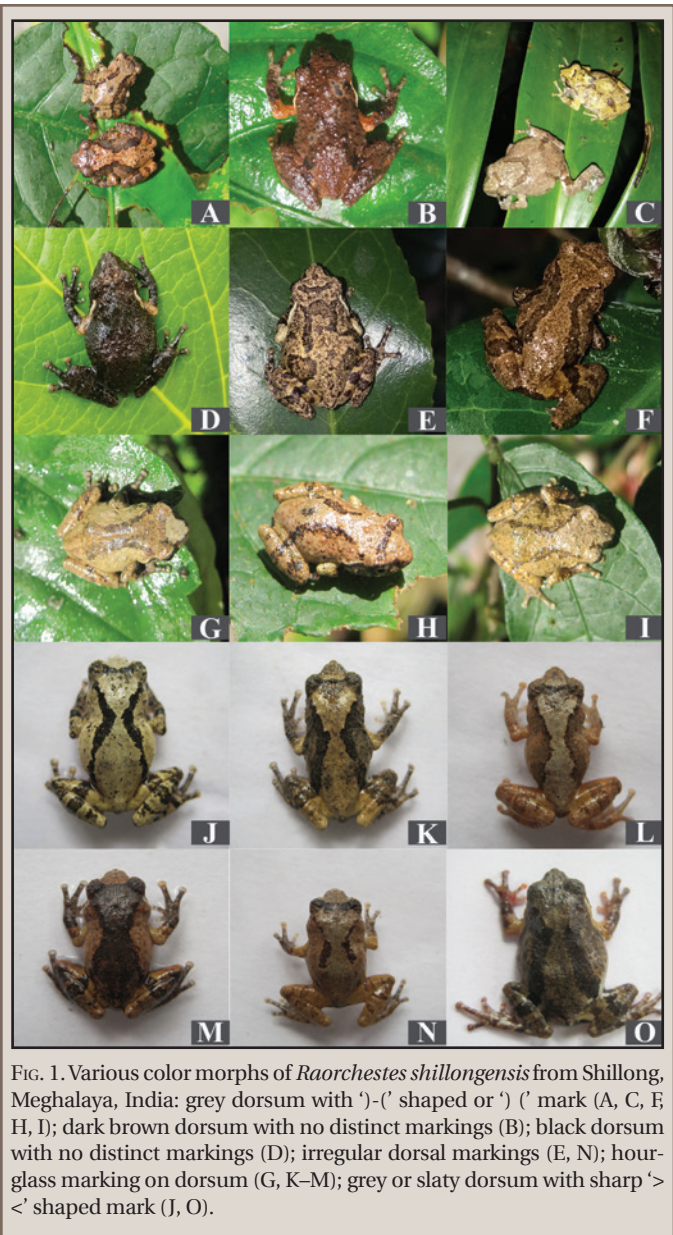 A
B
C
D
E
F
G
H
I
J
K
L
M
N
O
Fig. 1. Various color morphs of Raorchestes shillongensis from Shillong,
Meghalaya, India: grey dorsum with ‘)-(’ shaped or ‘) (’ mark (A, C, F,
H, I); dark brown dorsum with no distinct markings (B); black dorsum
with no distinct markings (D); irregular dorsal markings (E, N); hour-
glass marking on dorsum (G, K–M); grey or slaty dorsum with sharp ‘>
<’ shaped mark (J, O).